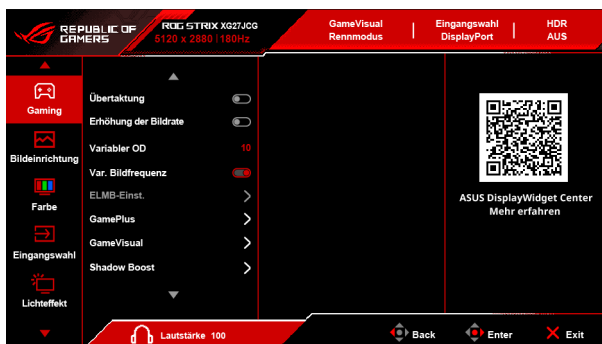 REPUBLIC OF
GAMERS
ROG STRIX XG27JCG
5120 x 2880 |180Hz
GameVisual
Rennmodus
Eingangswahl
DisplayPort
HDR
AUS
Gaming
Bildeinrichtung
Farbe
Eingangswahl
Lichteffekt
Übertaktung
Erhöhung der Bildrate
Variabler OD 10
Var. Bildfrequenz
ELMB-Einst.
GamePlus
GameVisual
Shadow Boost
ASUS DisplayWidget Center
Mehr erfahren
Lautstärke 100
Back
Enter
Exit